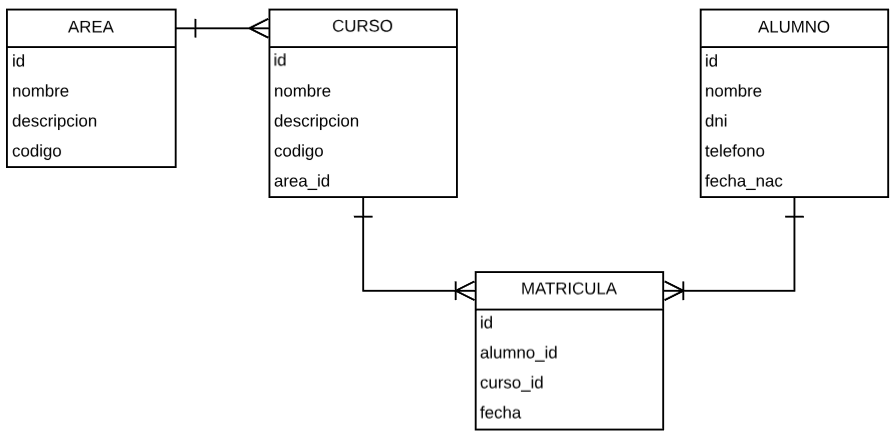 AREA
id
nombre
descripcion
codigo
CURSO
id
nombre
descripcion
codigo
area_id
ALUMNO
id
nombre
dni
telefono
fecha_nac
MATRICULA
id
alumno_id
curso_id
fecha